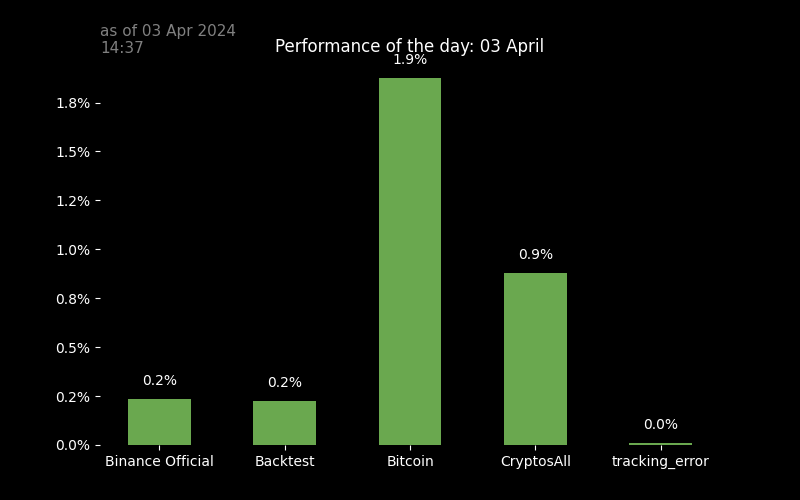 as of 03 Apr 2024
14:37
Performance of the day: 03 April
1.9%
1.8%
1.5%
1.2%
1.0%
0.9%
0.8%
0.5%
0.2%
0.2%
0.2%
0.0%
0.0%
Binance Official
Backtest
Bitcoin
CryptosAll
tracking_error